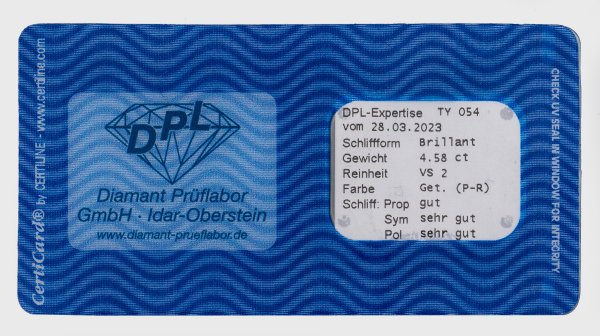 CertiCard® by CERTILINE - www.certiline.com
DPL
Diamant Prüflabor
GmbH · Idar-Oberstein
www.diamant-prueflabor.de
DPL-Expertise TY 054
vom 28.03.2023
Schliffform Brillant
Gewicht 4.58 ct
Reinheit VS 2
Farbe Get. (P-R)
Schliff: Prop gut
Sym sehr gut
Pol sehr gut
CHECK UV SEAL IN WINDOW FOR INTEGRITY